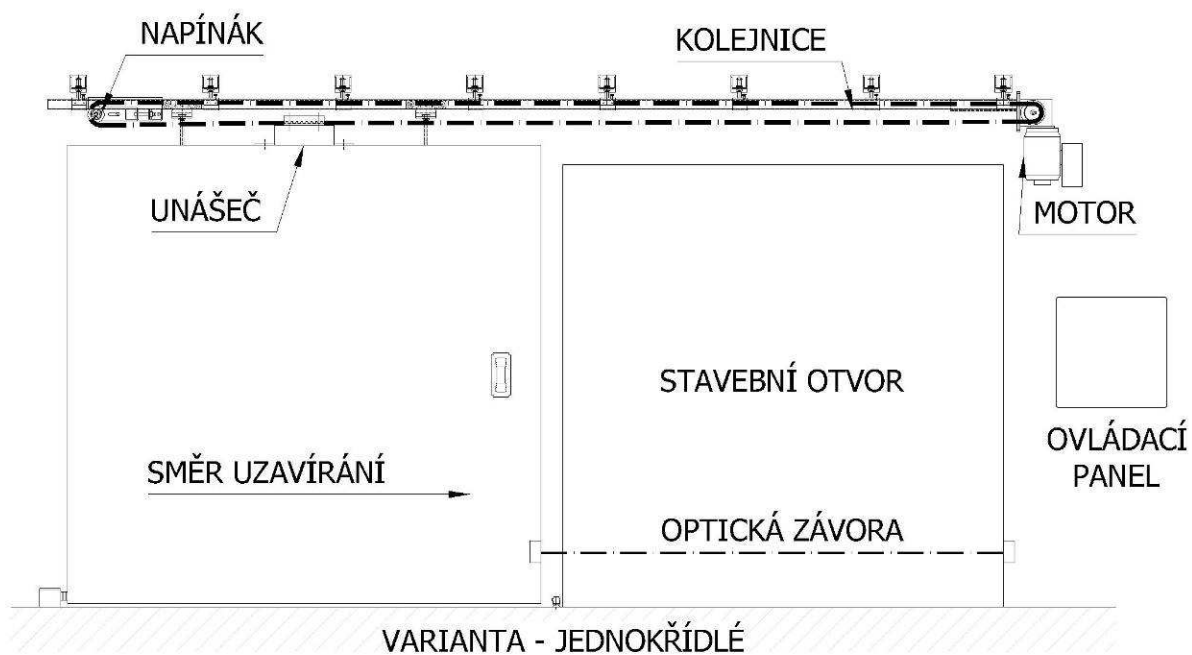 NAPÍNÁK
KOLEJNICE
UNÁŠEČ
MOTOR
STAVEBNÍ OTVOR
OVLÁDACÍ
PANEL
SMĚR UZAVÍRÁNÍ
OPTICKÁ ZÁVORA
VARIANTA - JEDNOKŘÍDLÉ